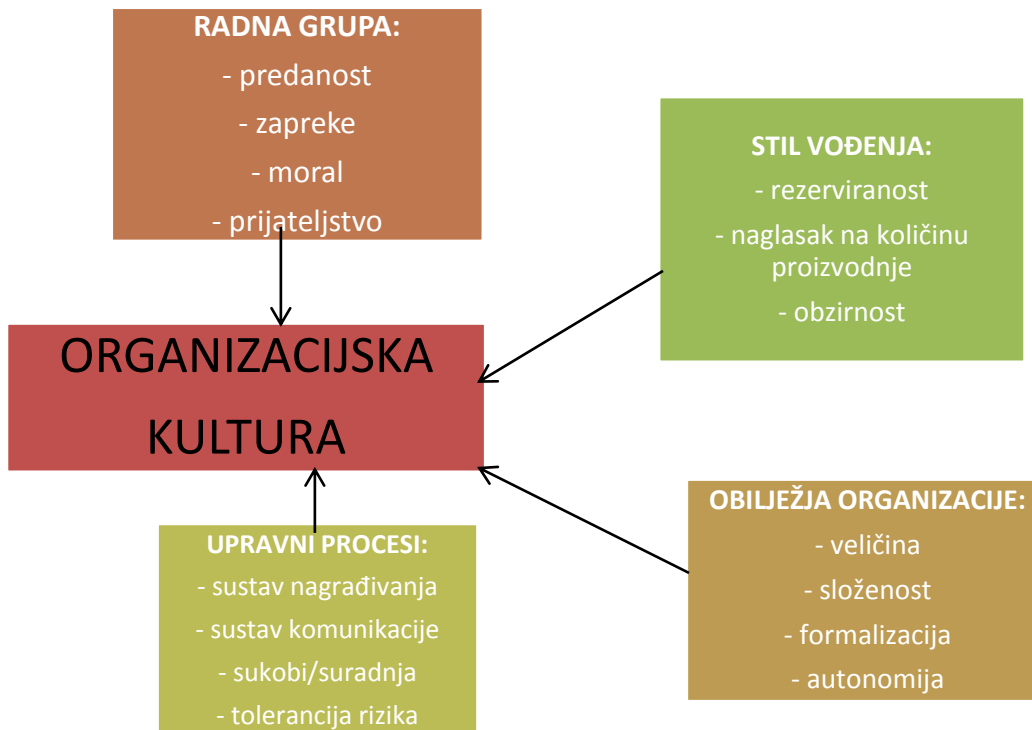 RADNA GRUPA:
- predanost
- zapreke
- moral
- prijateljstvo
STIL VOĐENJA:
- rezerviranost
- naglasak na količinu
proizvodnje
- obzirnost
ORGANIZACIJSKA
KULTURA
UPRAVNI PROCESI:
- sustav nagrađivanja
- sustav komunikacije
- sukobi/suradnja
- tolerancija rizika
OBILJEŽJA ORGANIZACIJE:
- veličina
- složenost
- formalizacija
- autonomija